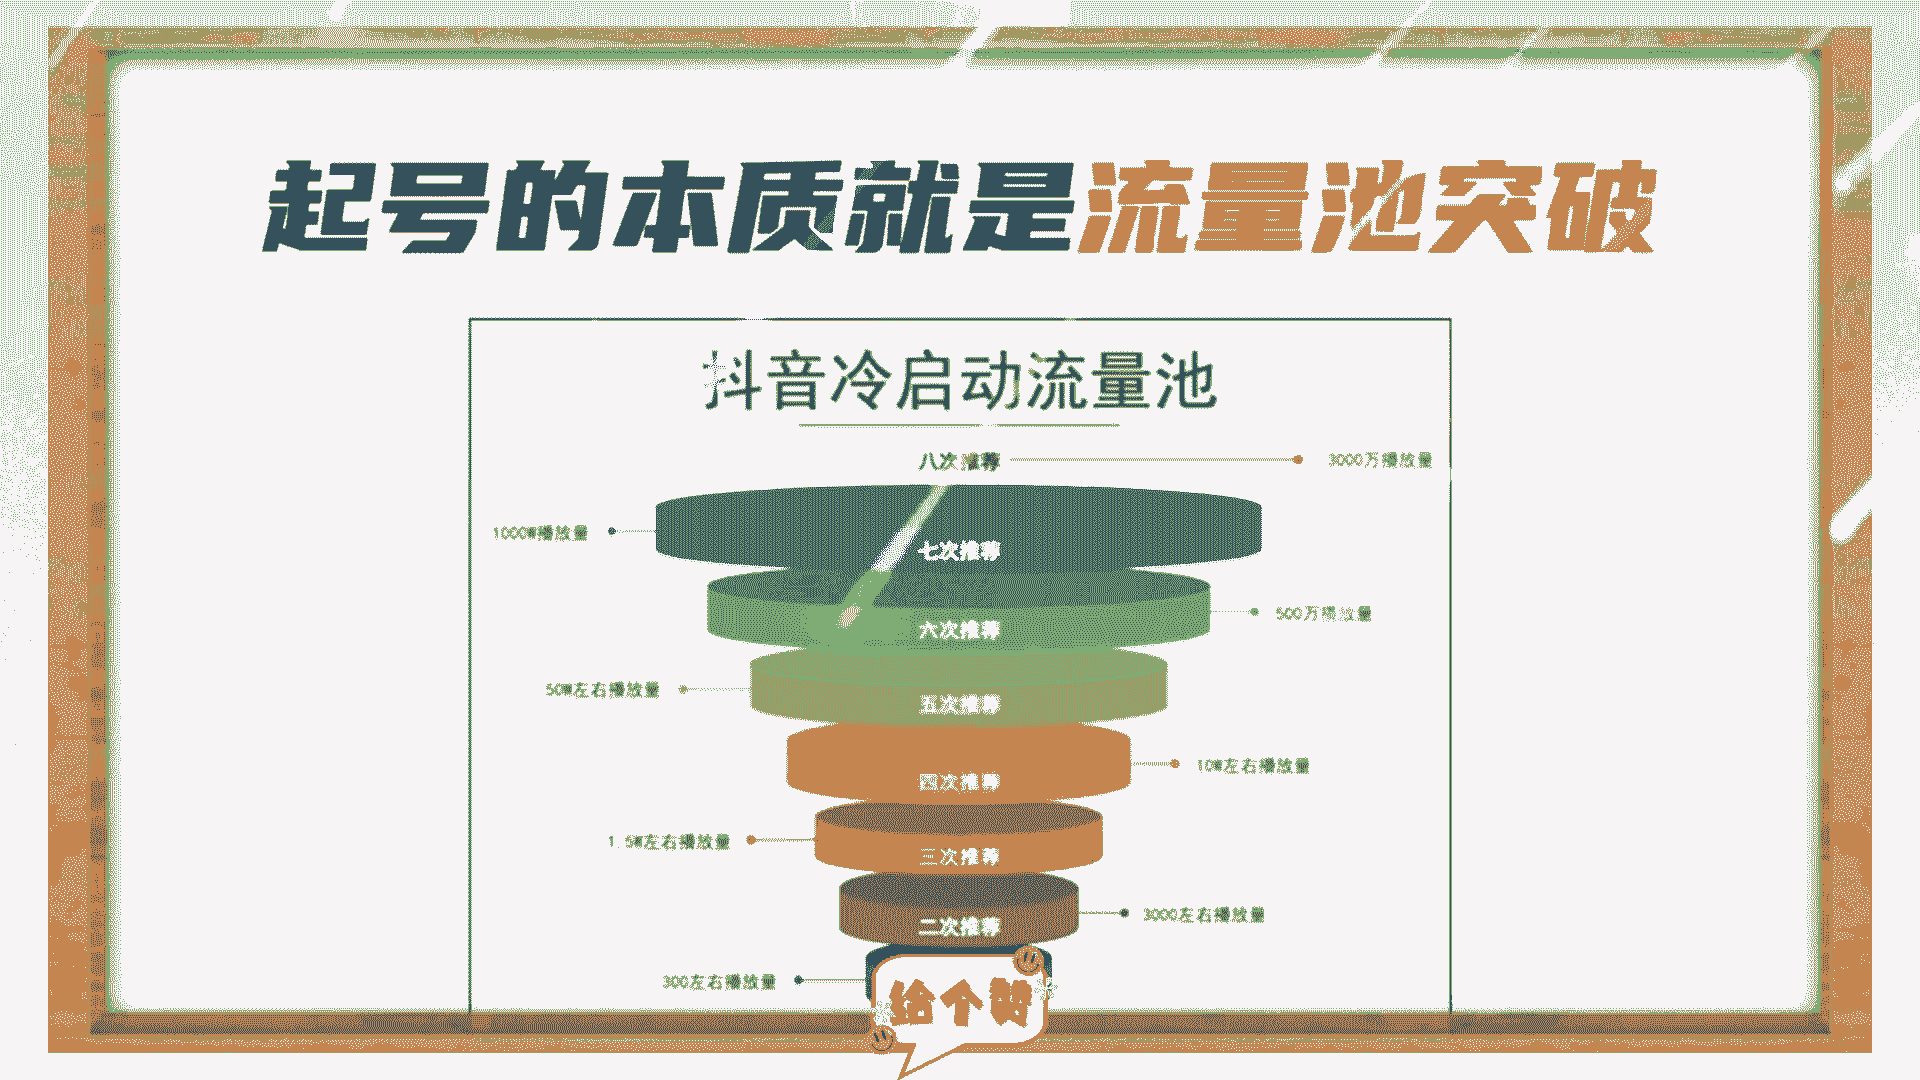 起号的本质就是流量池突破
抖音冷启动流量池
八次推荐
3000万播放量
1000W播放量
七次推荐
六次推荐
500万播放量
50W左右播放量
五次推荐
四次推荐
10W左右播放量
1.5W左右播放量
三次推荐
二次推荐
3000左右播放量
300左右播放量
给个赞